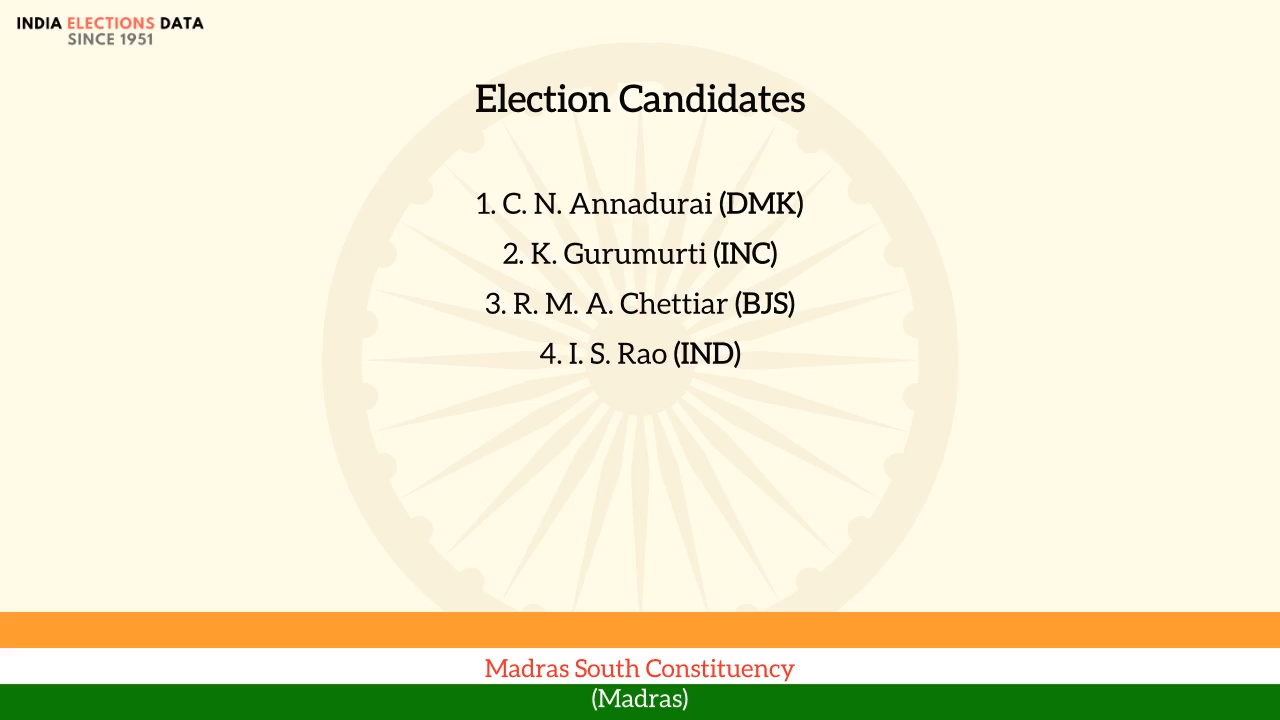 INDIA ELECTIONS DATA
SINCE 1951
Election Candidates
1. C. N. Annadurai (DMK)
2. K. Gurumurti (INC)
3. R. M. A. Chettiar (BJS)
4. I. S. Rao (IND)
Madras South Constituency
(Madras)